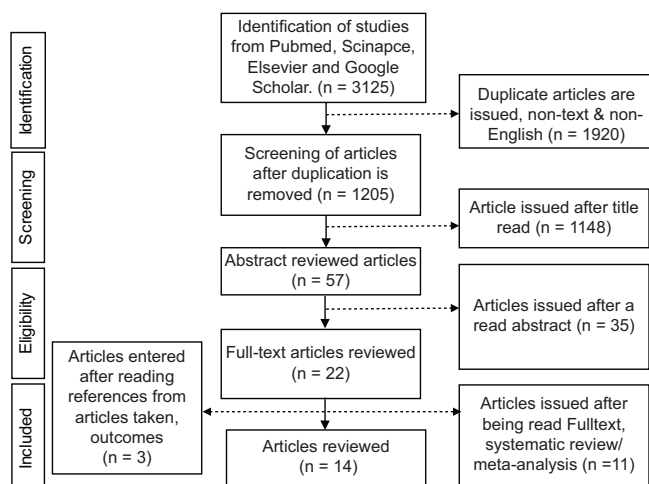 Identification of studies
from Pubmed, Scinapce,
Elsevier and Google
Scholar. (n = 3125)
Identification
Duplicate articles are
issued, non-text & non-
English (n = 1920)
Screening
Screening of articles
after duplication is
removed (n = 1205)
Article issued after title
read (n = 1148)
Abstract reviewed articles
(n = 57)
Eligibility
Articles issued after a
read abstract (n = 35)
Full-text articles reviewed
(n = 22)
Articles entered
after reading
references from
articles taken,
outcomes
(n = 3)
Included
Articles issued after
being read Fulltext,
systematic review/
meta-analysis (n =11)
Articles reviewed
(n = 14)